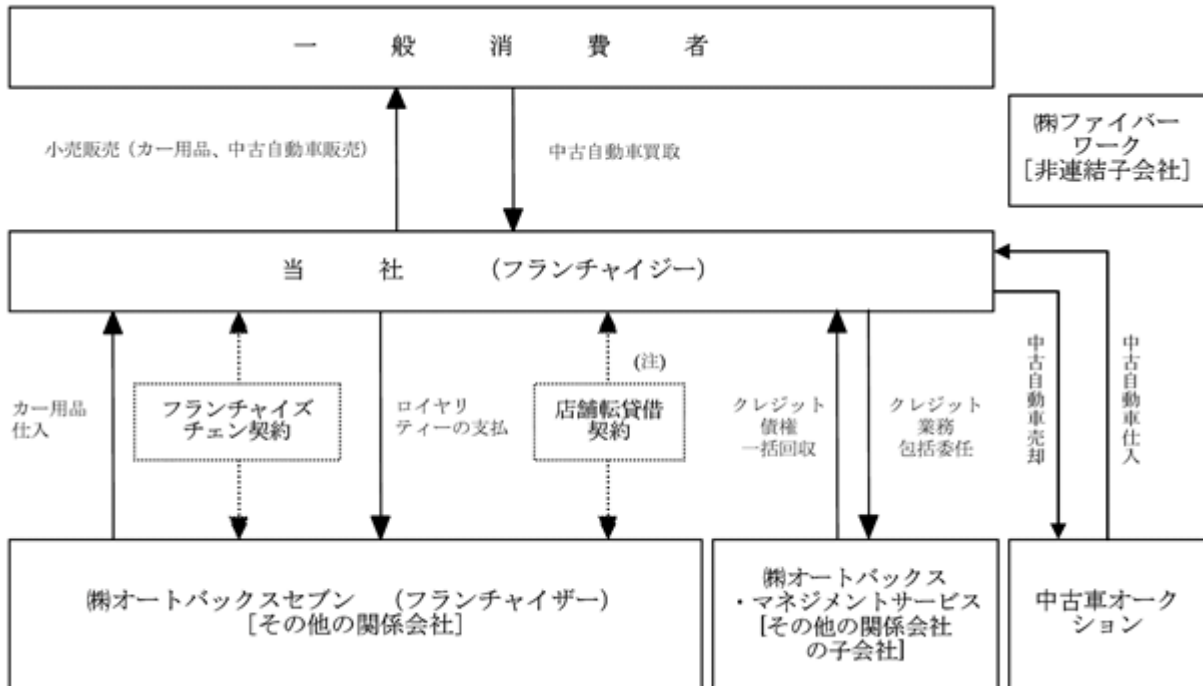 一般消費者
㈱ファイバー
ワーク
[非連結子会社]
小売販売（カー用品、中古自動車販売）
中古自動車買取
当社　（フランチャイジー）
カー用品
仕入
フランチャイズ
チェン契約
ロイヤリ
ティーの支払
(注)
店舗転貸借
契約
クレジット
債権
一括回収
クレジット
業務
包括委任
中古自動車売却
中古自動車仕入
㈱オートバックスセブン　（フランチャイザー）
[その他の関係会社]
㈱オートバックス
・マネジメントサービス
[その他の関係会社
の子会社]
中古車オーク
ション